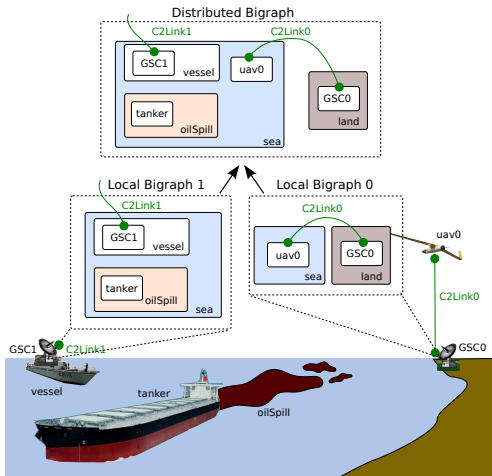 Distributed Bigraph
C2Link1
C2Link0
GSC1
vessel
uav0
GSC0
land
tanker
oilSpill
sea
Local Bigraph 1
Local Bigraph 0
C2Link1
GSC1
vessel
tanker
oilSpill
sea
C2Link0
uav0
sea
GSC0
land
uav0
C2Link0
GSC1
C2Link1
GSC0
vessel
tanker
oilSpill